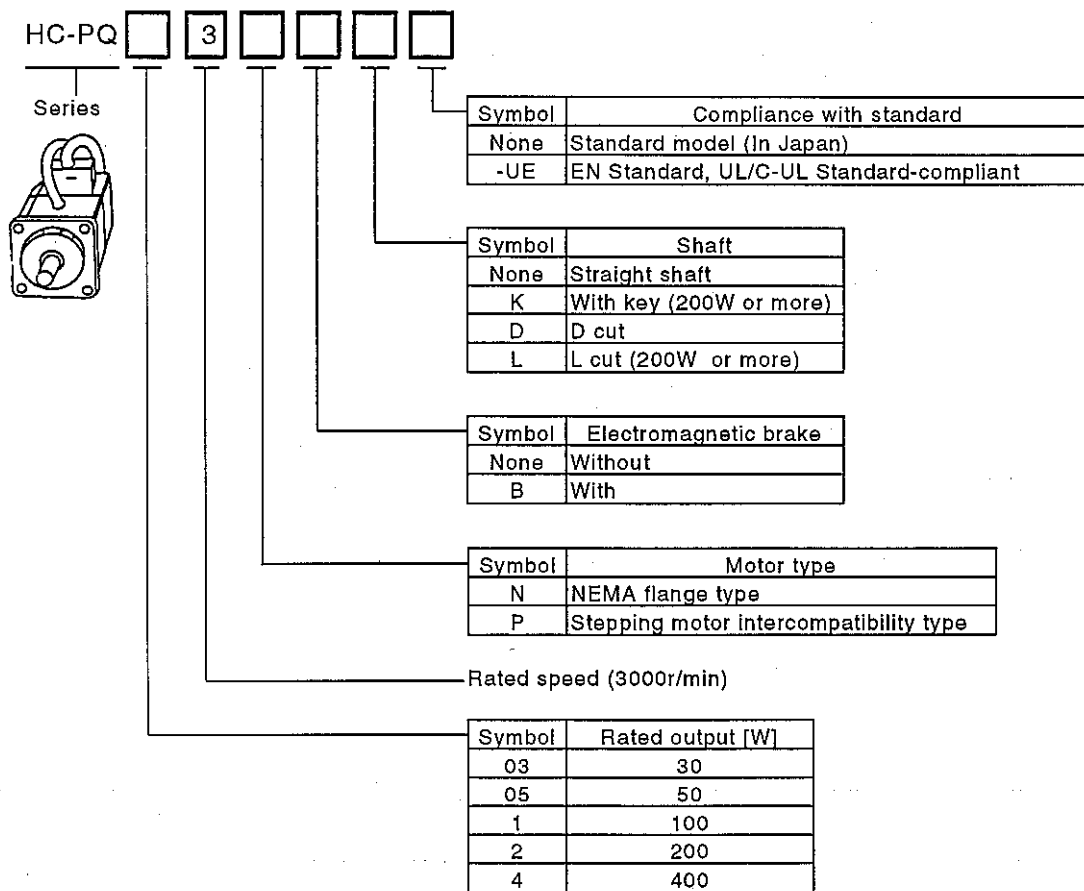 HC-PQ 3
Series
Symbol Compliance with standard
None Standard model (In Japan)
-UE EN Standard, UL/C-UL Standard-compliant
Symbol Shaft
None Straight shaft
K With key (200W or more)
D D cut
L L cut (200W or more)
Symbol Electromagnetic brake
None Without
B With
Symbol Motor type
N NEMA flange type
P Stepping motor intercompatibility type
Rated speed (3000r/min)
Symbol Rated output [W]
03 30
05 50
1 100
2 200
4 400